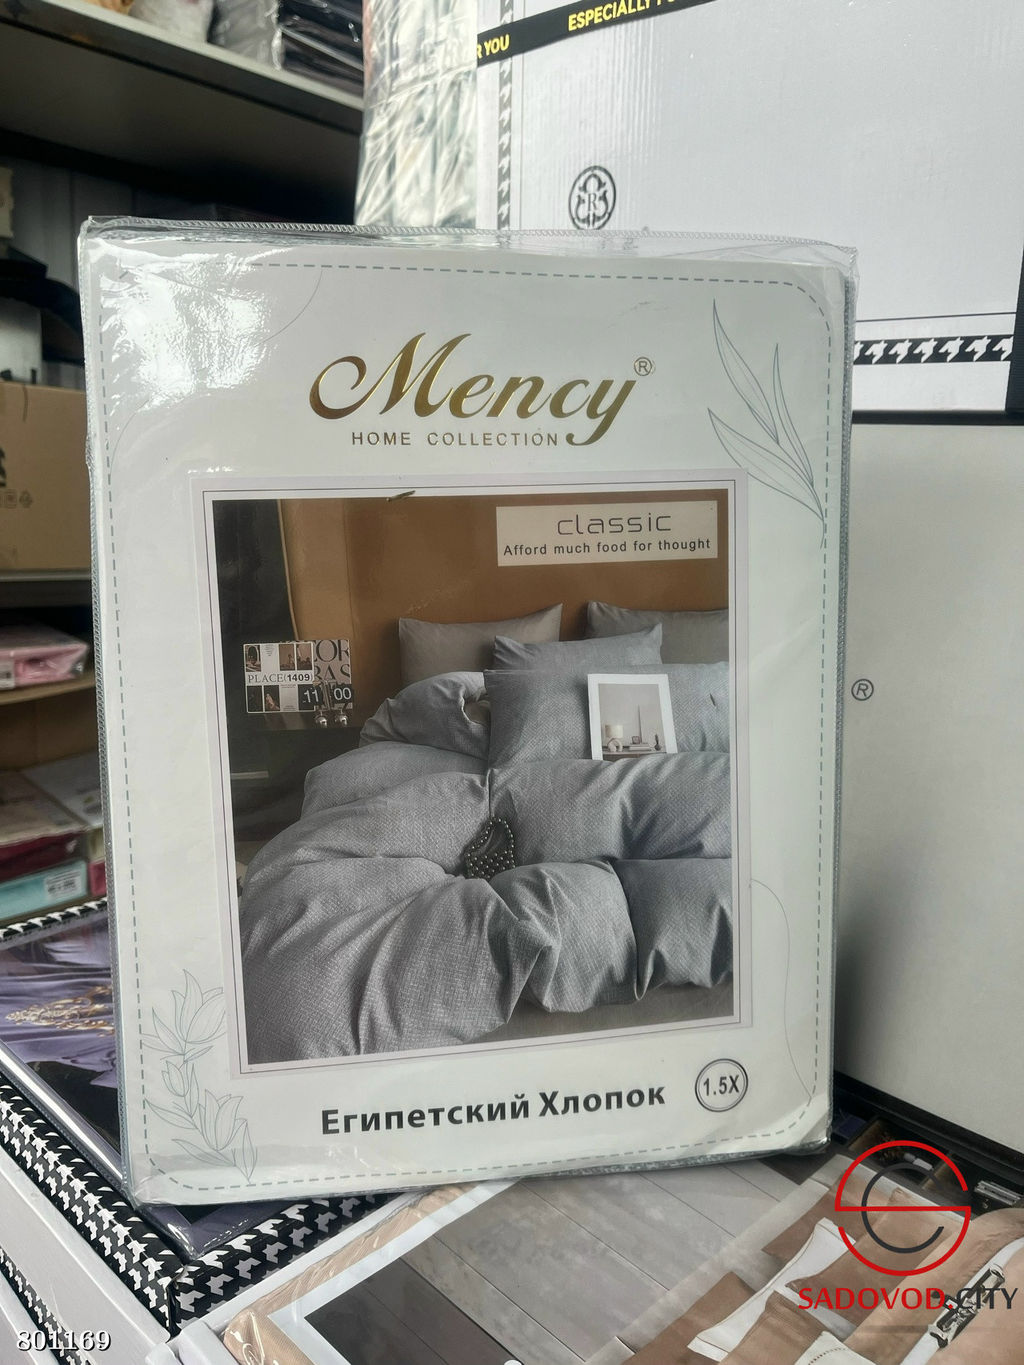 ESPECIALLY
R YOU
R
Mency®
HOME COLLECTION
classic
Afford much food for thought
PLACE(1409)
11 00
®
Египетский Хлопок
1.5X
SADOVOD.CITY
801169